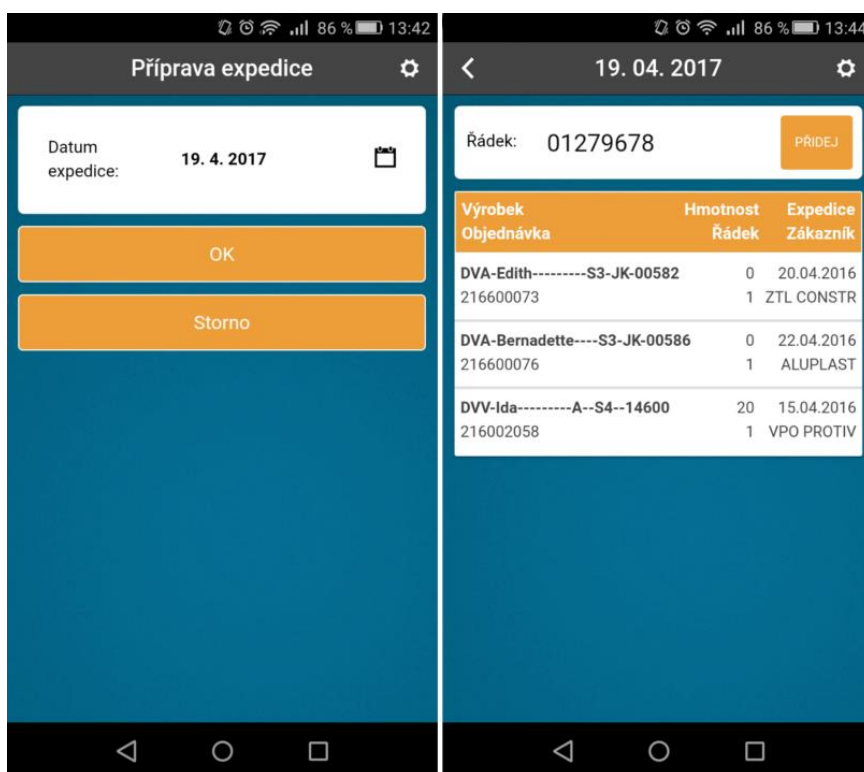 86 % 13:42
Příprava expedice
Datum
expedice:
19. 4. 2017
OK
Storno
86 % 13:44
19. 04. 2017
Řádek: 01279678 PŘIDEJ
Výrobek Hmotnost Expedice
Objednávka Řádek Zákazník
DVA-Edith---------S3-JK-00582 0 20.04.2016
216600073 1 ZTL CONSTR
DVA-Bernadette----S3-JK-00586 0 22.04.2016
216600076 1 ALUPLAST
DVV-Ida---------A--S4--14600 20 15.04.2016
216002058 1 VPO PROTIV